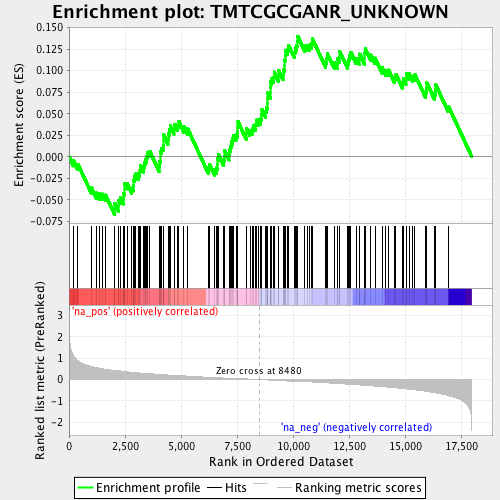 Enrichment plot: TMTCGCGANR_UNKNOWN
Enrichment score (ES)
0.150
0.125
0.100
0.075
0.050
0.025
0.000
-0.025
-0.050
-0.075
'na_pos' (positively correlated)
Ranked list metric (PreRanked)
3
2
1
0
-1
-2
Zero cross at 8480
'na_neg' (negatively correlated)
0
2,500
5,000
7,500
10,000
12,500
15,000
17,500
Rank in Ordered Dataset
Enrichment profile
Hits
Ranking metric scores